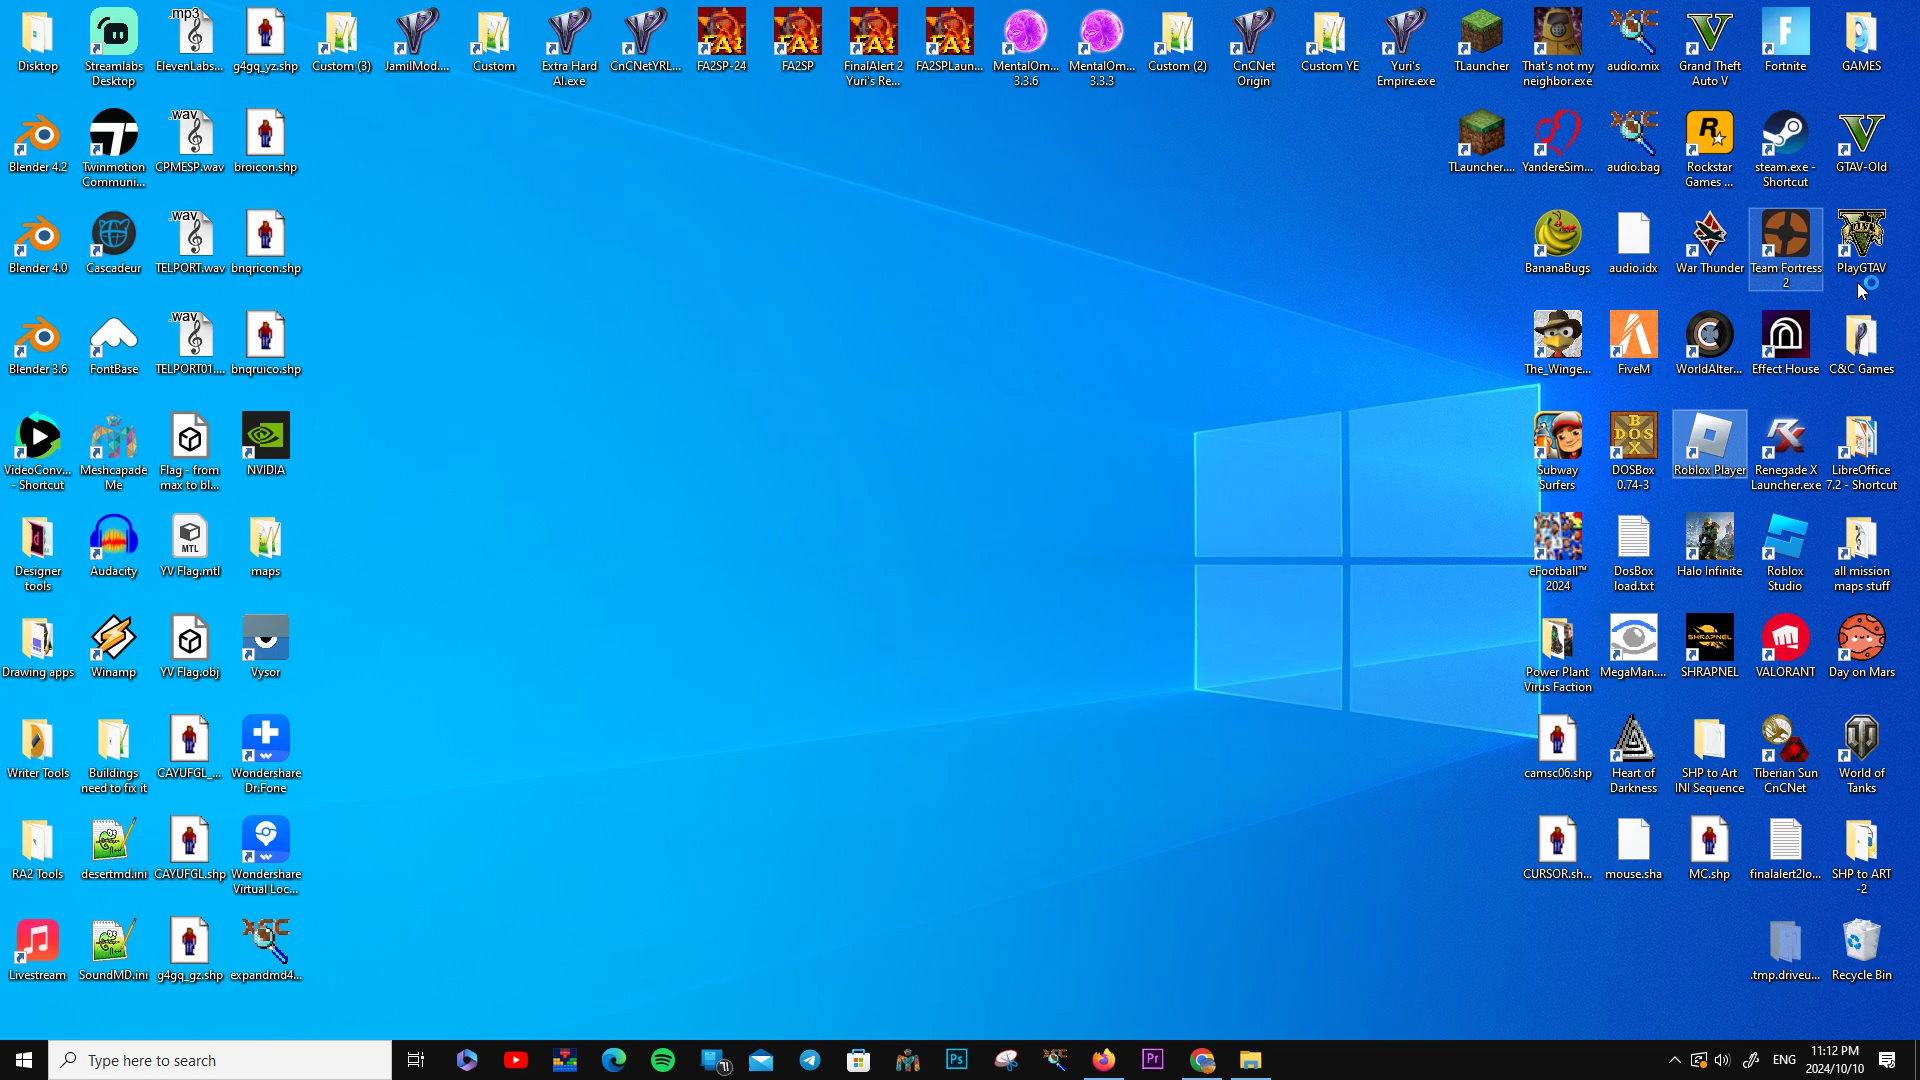 Disktop
Streamlabs
Desktop
.mp3
ElevenLabs...
g4gq_yz.shp
Custom (3)
JamilMod....
Custom
Extra Hard
AI.exe
CnCNetYRL...
FA2
FA2SP-24
FA2
FA2SP
FA2
FinalAlert 2
Yuri's Re...
FA2
FA2SPLaun...
MentalOm...
3.3.6
MentalOm...
3.3.3
Custom (2)
CnCNet
Origin
Custom YE
Yuri's
Empire.exe
TLauncher
That's not my
neighbor.exe
audio.mix
Grand Theft
Auto V
Fortnite
GAMES
Blender 4.2
Twinmotion
Communi...
.wav
CPMESP.wav
broicon.shp
TLauncher....
YandereSim...
audio.bag
Rockstar
Games ...
steam.exe -
Shortcut
GTAV-Old
Blender 4.0
Cascadeur
.wav
TELPORT.wav
bnqricon.shp
BananaBugs
audio.idx
War Thunder
Team Fortress
2
PlayGTAV
Blender 3.6
FontBase
.wav
TELPORT01....
bnqruico.shp
The_Winge...
FiveM
WorldAlter...
Effect House
C&C Games
VideoConv...
- Shortcut
Meshcapade
Me
Flag - from
max to bl...
NVIDIA
Subway
Surfers
DOSBox
0.74-3
Roblox Player
Renegade X
Launcher.exe
LibreOffice
7.2 - Shortcut
Designer
tools
Audacity
MTL
YV Flag.mtl
maps
eFootball™
2024
DosBox
load.txt
Halo Infinite
Roblox
Studio
all mission
maps stuff
Drawing apps
Winamp
YV Flag.obj
Vysor
Power Plant
Virus Faction
MegaMan....
SHRAPNEL
SHRAPNEL
VALORANT
Day on Mars
Writer Tools
Buildings
need to fix it
CAYUFGL_...
Wondershare
Dr.Fone
camsc06.shp
Heart of
Darkness
SHP to Art
INI Sequence
Tiberian Sun
CnCNet
World of
Tanks
RA2 Tools
desertmd.ini
CAYUFGL.shp
Wondershare
Virtual Loc...
CURSOR.sh...
mouse.sha
MC.shp
finalalert2lo...
SHP to ART
-2
Livestream
SoundMD.ini
g4gq_gz.shp
expandmd4...
.tmp.driveu...
Recycle Bin
Type here to search
Ps
Pr
ENG
11:12 PM
2024/10/10